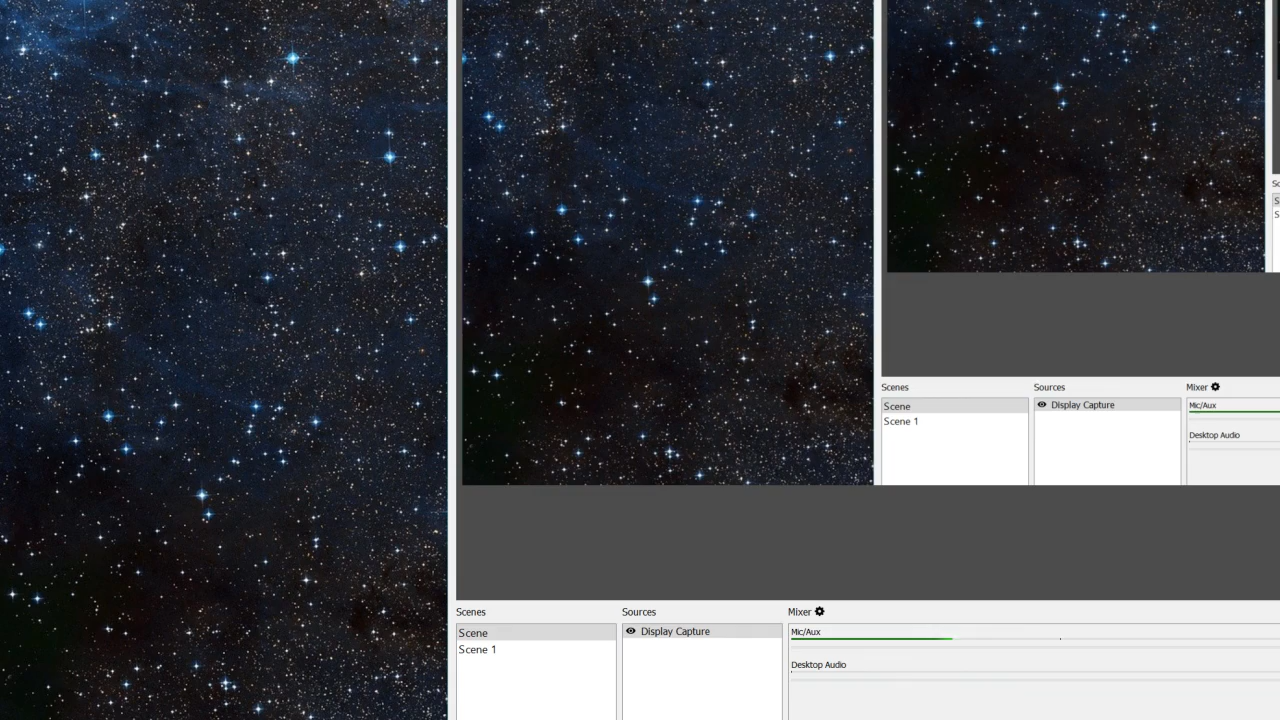 Scenes Sources Mixer
Scene Display Capture Mic/Aux
Scene 1
Desktop Audio
Scenes Sources Mixer
Scene Display Capture Mic/Aux
Scene 1
Desktop Audio